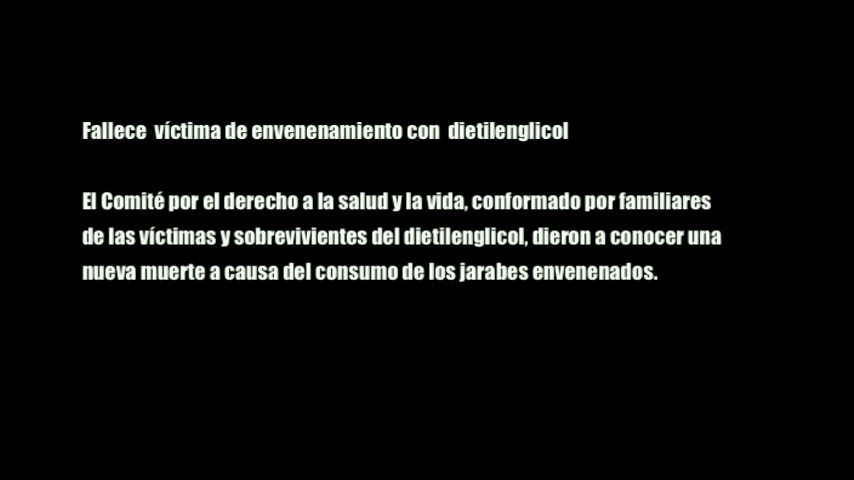 Fallece víctima de envenenamiento con dietilenglicol
El Comité por el derecho a la salud y la vida, conformado por familiares
de las víctimas y sobrevivientes del dietilenglicol, dieron a conocer una
nueva muerte a causa del consumo de los jarabes envenenados.